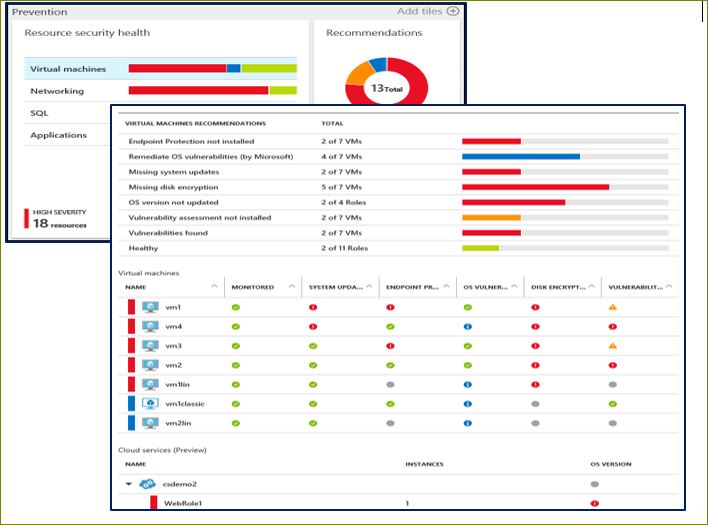 Prevention
Add tiles
Resource security health
Recommendations
Virtual machines
Networking
SQL
Applications
13 Total
HIGH SEVERITY
18 resources
VIRTUAL MACHINES RECOMMENDATIONS TOTAL
Endpoint Protection not installed 2 of 7 VMs
Remediate OS vulnerabilities (by Microsoft) 4 of 7 VMs
Missing system updates 2 of 7 VMs
Missing disk encryption 5 of 7 VMs
OS version not updated 2 of 4 Roles
Vulnerability assessment not installed 2 of 7 VMs
Vulnerabilities found 2 of 7 VMs
Healthy 2 of 11 Roles
Virtual machines
NAME MONITORED SYSTEM UPDA... ENDPOINT PR... OS VULNER... DISK ENCRYPT... VULNERABILIT...
vm1
vm4
vm3
vm2
vm1lin
vm1classic
vm2lin
Cloud services (Preview)
NAME INSTANCES OS VERSION
csdemo2
WebRole1 1